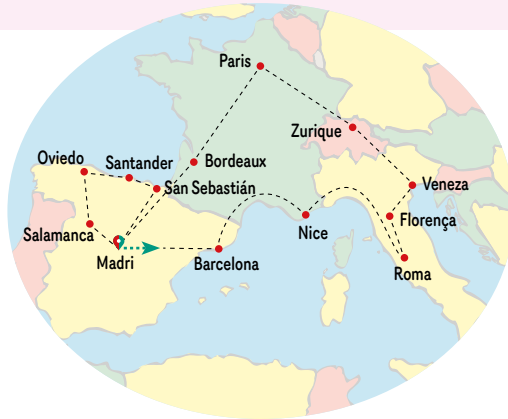 Paris
Zurique
Bordeaux
Oviedo
Santander
San Sebastián
Veneza
Florença
Salamanca
Nice
Madri
Barcelona
Roma